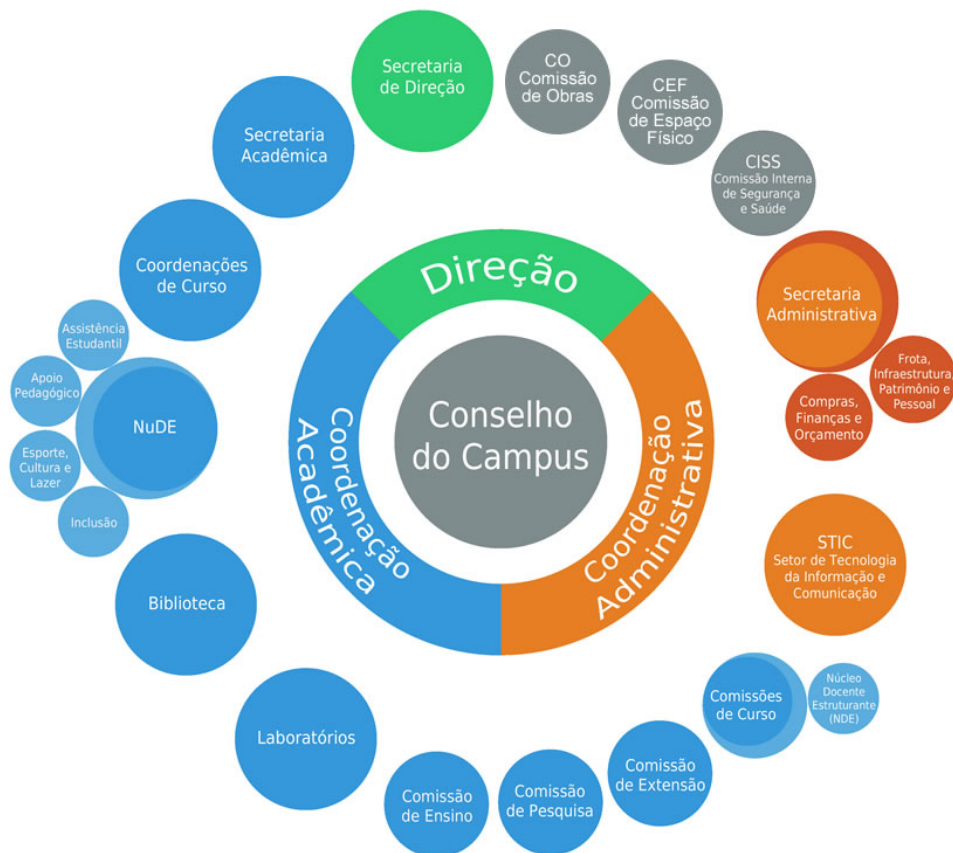 Secretaria
de Direção
CO
Comissão
de Obras
CEF
Comissão
de Espaço
Físico
CISS
Comissão Interna
de Segurança
e Saúde
Secretaria
Administrativa
Frota,
Infraestrutura,
Patrimônio e
Pessoal
Compras,
Finanças e
Orçamento
STIC
Setor de Tecnologia
da Informação e
Comunicação
Núcleo
Docente
Estruturante
(NDE)
Comissões
de Curso
Comissão
de Extensão
Comissão
de Pesquisa
Comissão
de Ensino
Laboratórios
Biblioteca
Inclusão
Esporte,
Cultura e
Lazer
NuDE
Apoio
Pedagógico
Assistência
Estudantil
Coordenações
de Curso
Secretaria
Acadêmica
Direção
Coordenação
Administrativa
Coordenação
Acadêmica
Conselho
do Campus